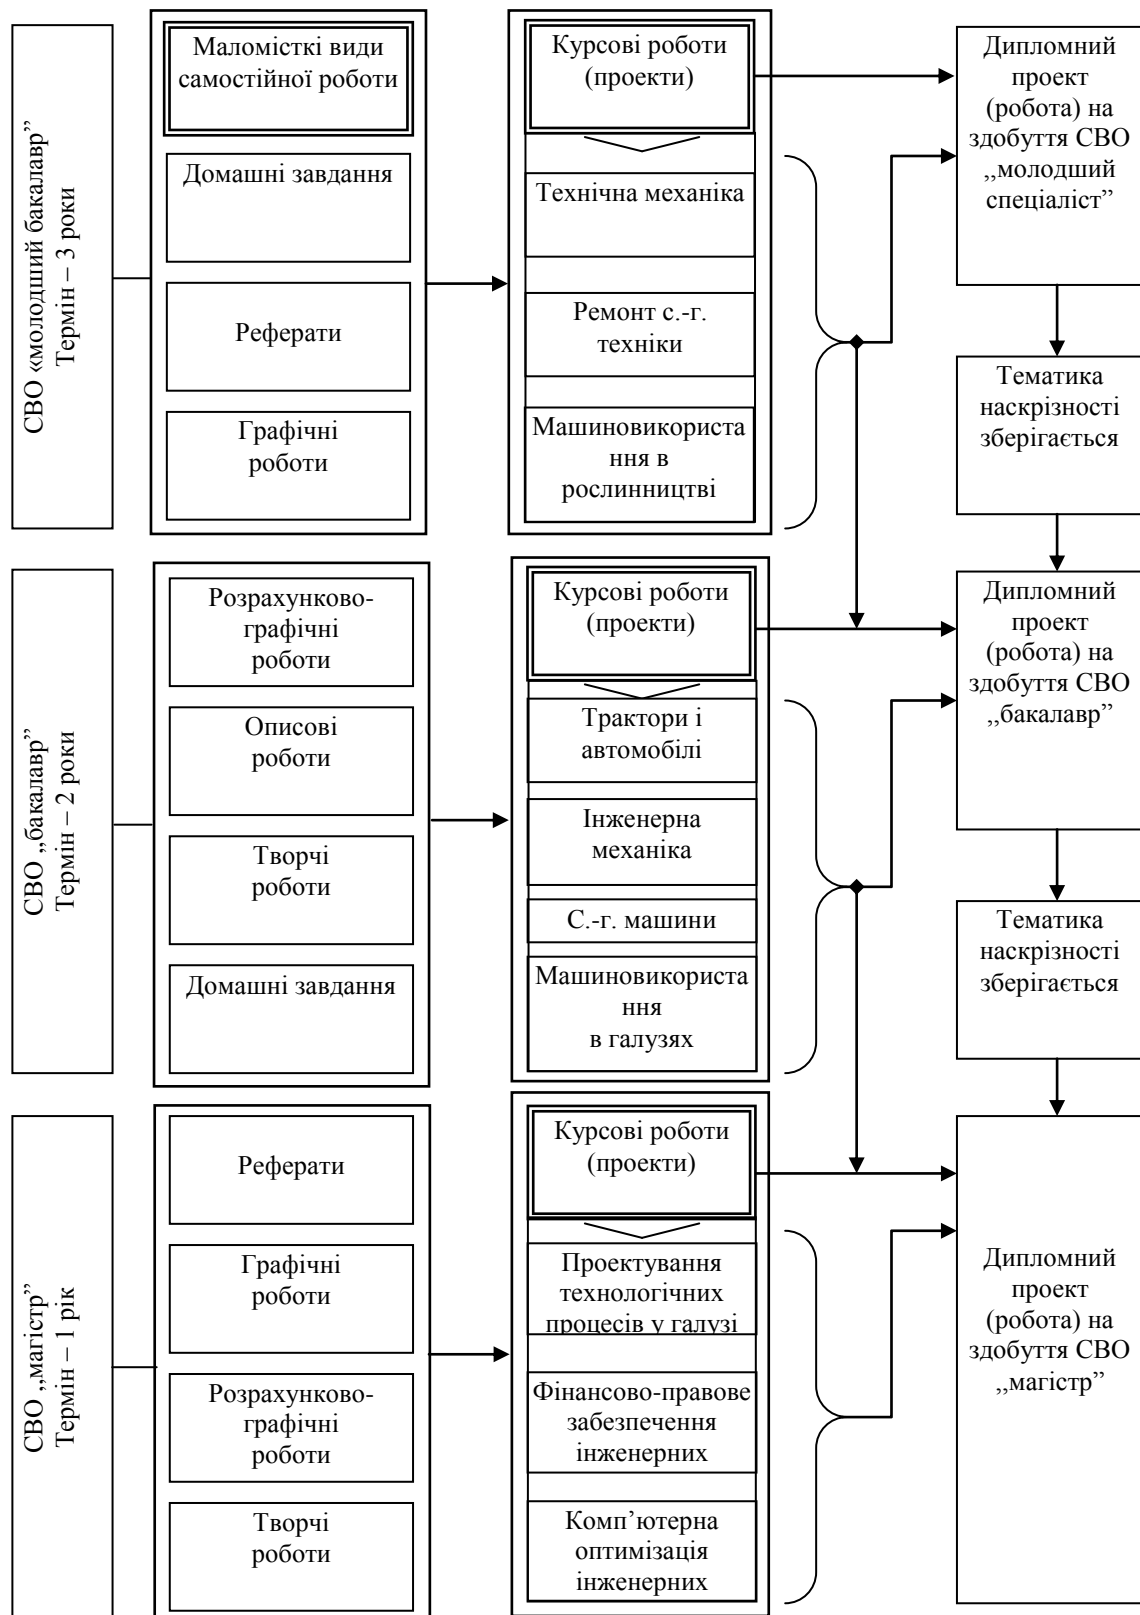 СВО «молодший бакалавр”
Термін – 3 роки
Маломісткі види
самостійної роботи
Домашні завдання
Реферати
Графічні
роботи
Курсові роботи
(проекти)
Технічна механіка
Ремонт с.-г.
техніки
Машиновикориста
ння в
рослинництві
Дипломний
проект
(робота) на
здобуття СВО
„молодший
спеціаліст”
Тематика
наскрізності
зберігається
СВО „бакалавр”
Термін – 2 роки
Розрахунково-
графічні
роботи
Описові
роботи
Творчі
роботи
Домашні завдання
Курсові роботи
(проекти)
Трактори і
автомобілі
Інженерна
механіка
С.-г. машини
Машиновикориста
ння
в галузях
Дипломний
проект
(робота) на
здобуття СВО
„бакалавр”
Тематика
наскрізності
зберігається
СВО „магістр”
Термін – 1 рік
Реферати
Графічні
роботи
Розрахунково-
графічні
роботи
Творчі
роботи
Курсові роботи
(проекти)
Проектування
технологічних
процесів у галузі
Фінансово-правове
забезпечення
інженерних
Комп’ютерна
оптимізація
інженерних
Дипломний
проект
(робота) на
здобуття СВО
„магістр”